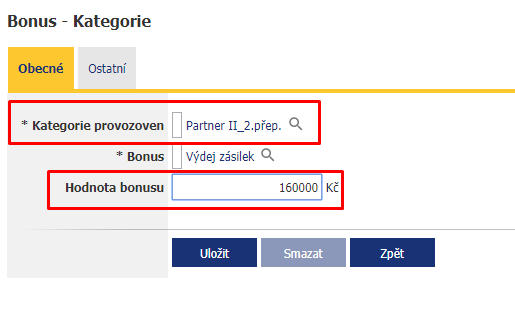 Bonus - Kategorie
Obecné Ostatní
* Kategorie provozoven Partner II_2.přep.
* Bonus Výdej zásilek
Hodnota bonusu 160000 Kč
Uložit Smazat Zpět